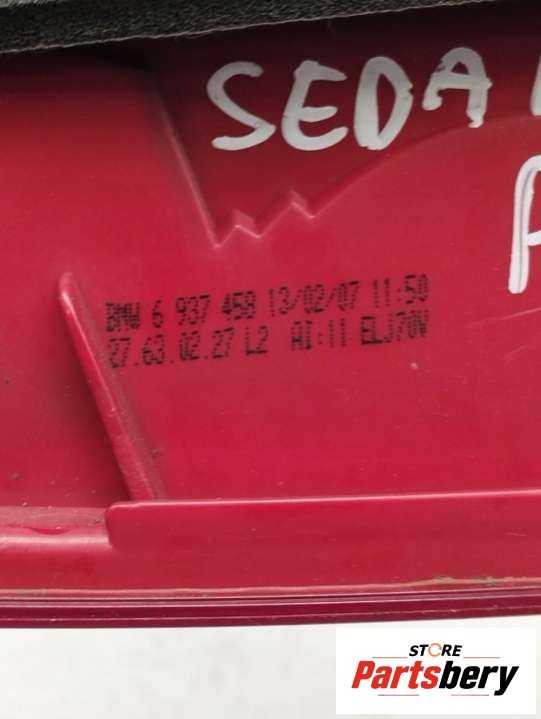 SEDA
BMW 6 937 458 13/02/07 11:50
27.63.02.27 L2 AI:11 ELJ70V
STORE
Partsbery